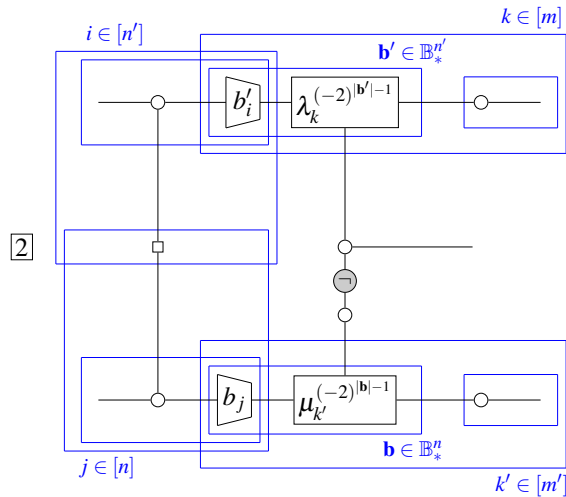 i ∈ [n′]
k ∈ [m]
𝐛′ ∈ 𝔹∗^{n′}
b′_i
λ_k^{(−2)^{|𝐛′|−1}}
2
¬
b_j
μ_{k′}^{(−2)^{|𝐛|−1}}
𝐛 ∈ 𝔹∗^n
j ∈ [n]
k′ ∈ [m′]